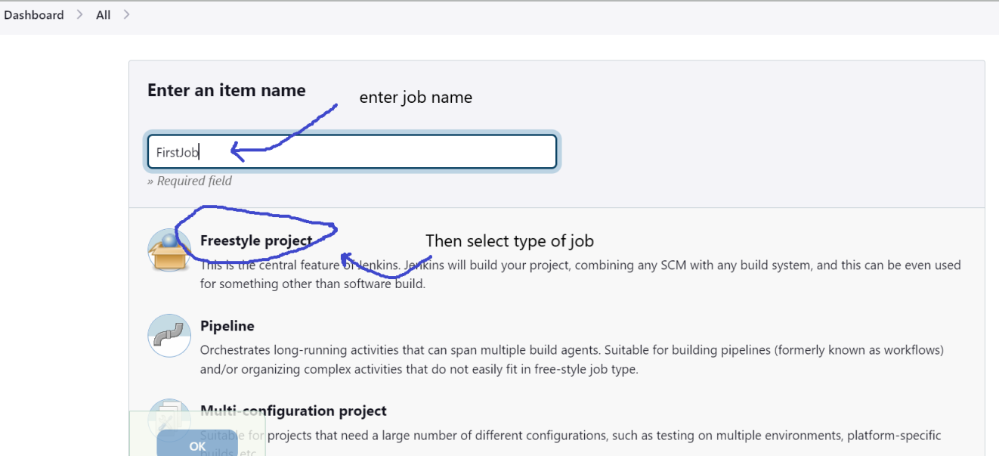 Dashboard > All >
Enter an item name
enter job name
FirstJob
» Required field
Freestyle project
Then select type of job
This is the central feature of Jenkins. Jenkins will build your project, combining any SCM with any build system, and this can be even used
for something other than software build.
Pipeline
Orchestrates long-running activities that can span multiple build agents. Suitable for building pipelines (formerly known as workflows)
and/or organizing complex activities that do not easily fit in free-style job type.
Multi-configuration project
Suitable for projects that need a large number of different configurations, such as testing on multiple environments, platform-specific
OK
builds, etc.